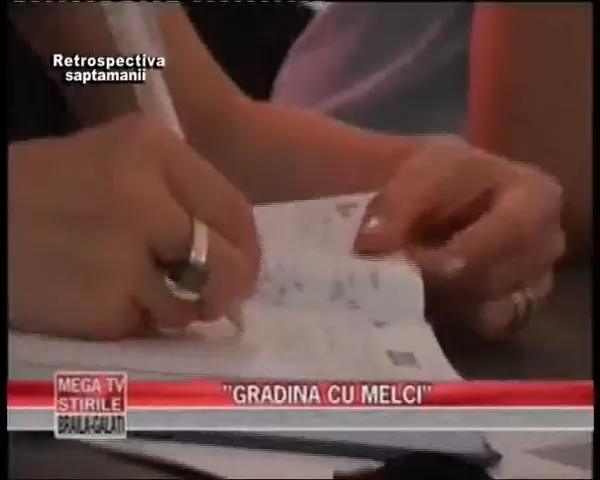 Retrospectiva
saptamanii
MEGA TV
STIRILE
BRAILA-GALATI
"GRADINA CU MELCI"